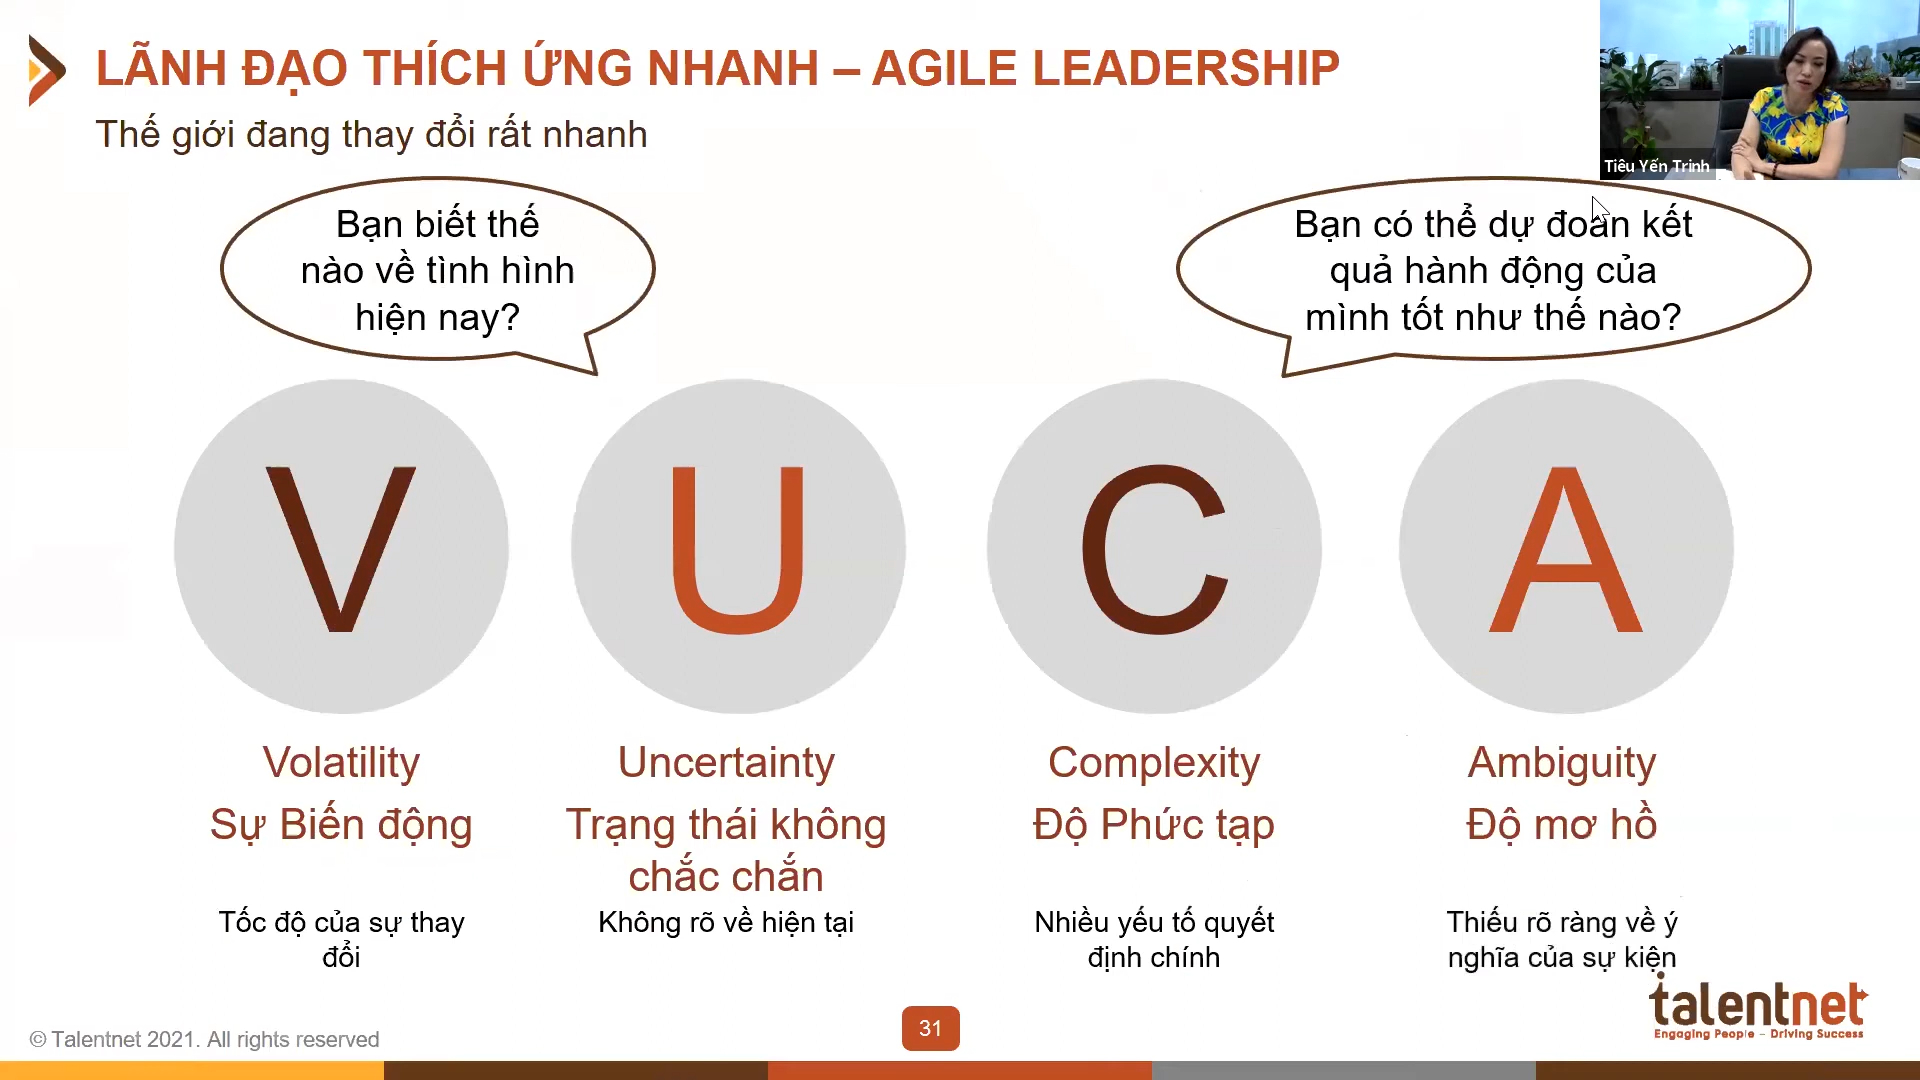 LÃNH ĐẠO THÍCH ỨNG NHANH – AGILE LEADERSHIP
Thế giới đang thay đổi rất nhanh
Tiêu Yến Trinh
Bạn biết thế
nào về tình hình
hiện nay?
Bạn có thể dự đoán kết
quả hành động của
mình tốt như thế nào?
V
U
C
A
Volatility
Sự Biến động
Tốc độ của sự thay
đổi
Uncertainty
Trạng thái không
chắc chắn
Không rõ về hiện tại
Complexity
Độ Phức tạp
Nhiều yếu tố quyết
định chính
Ambiguity
Độ mơ hồ
Thiếu rõ ràng về ý
nghĩa của sự kiện
talentnet
Engaging People – Driving Success
© Talentnet 2021. All rights reserved
31